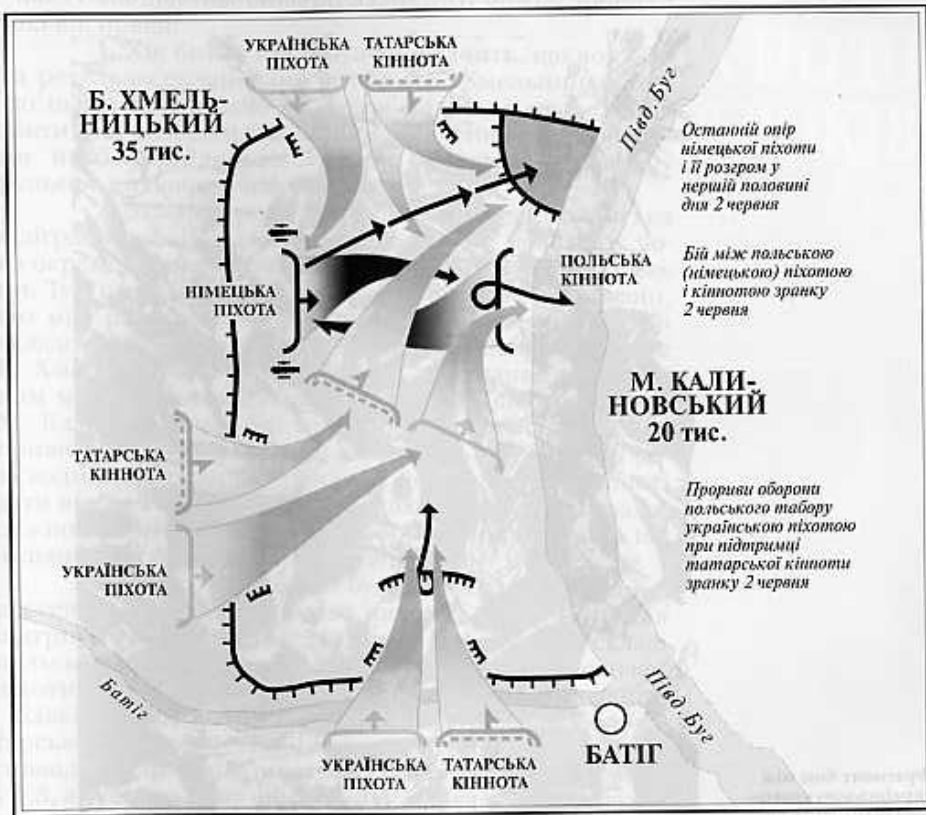 УКРАЇНСЬКА
ПІХОТА
ТАТАРСЬКА
КІННОТА
Б. ХМЕЛЬ-
НИЦЬКИЙ
35 тис.
Півд. Буг
Останній опір
німецької піхоти
і її розгром у
першій половині
дня 2 червня
НІМЕЦЬКА
ПІХОТА
ПОЛЬСЬКА
КІННОТА
Бій між польською
(німецькою) піхотою
і кіннотою зранку
2 червня
М. КАЛИ-
НОВСЬКИЙ
20 тис.
ТАТАРСЬКА
КІННОТА
Прориви оборони
польського табору
українською піхотою
при підтримці
татарської кінноти
зранку 2 червня
УКРАЇНСЬКА
ПІХОТА
Батіг
Півд. Буг
БАТІГ
УКРАЇНСЬКА
ПІХОТА
ТАТАРСЬКА
КІННОТА